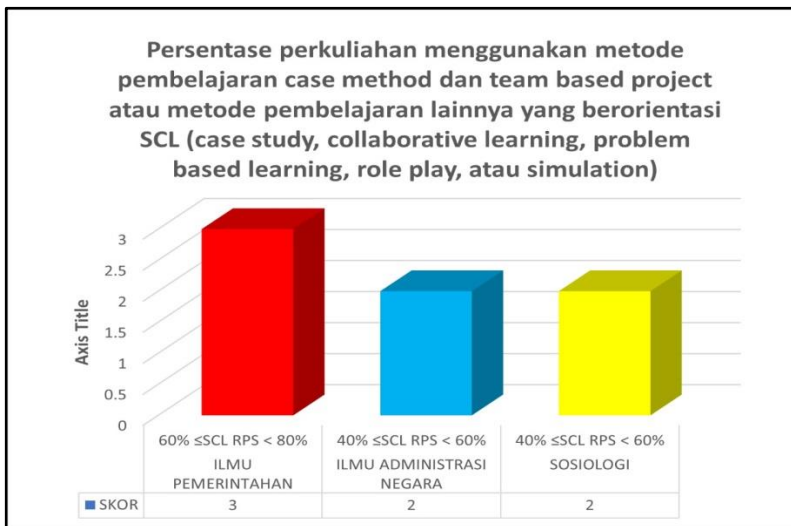 Persentase perkuliahan menggunakan metode
pembelajaran case method dan team based project
atau metode pembelajaran lainnya yang berorientasi
SCL (case study, collaborative learning, problem
based learning, role play, atau simulation)
3
2.5
2
1.5
1
0.5
0
Axis Title
60% ≤SCL RPS < 80% 40% ≤SCL RPS < 60% 40% ≤SCL RPS < 60%
ILMU ILMU ADMINISTRASI SOSIOLOGI
PEMERINTAHAN NEGARA
SKOR 3 2 2